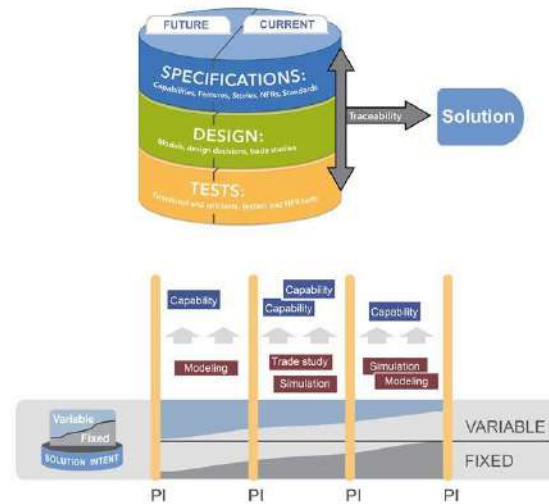 FUTURE
CURRENT
SPECIFICATIONS:
Capabilities, Features, Stories, NFRs, Standards
DESIGN:
Models, design decisions, trade studies
TESTS:
Traceability
Solution
Capability
Capability
Capability
Capability
Modeling
Trade study
Simulation
Simulation
Modeling
Variable
Fixed
SOLUTION INTENT
VARIABLE
FIXED
PI
PI
PI
PI